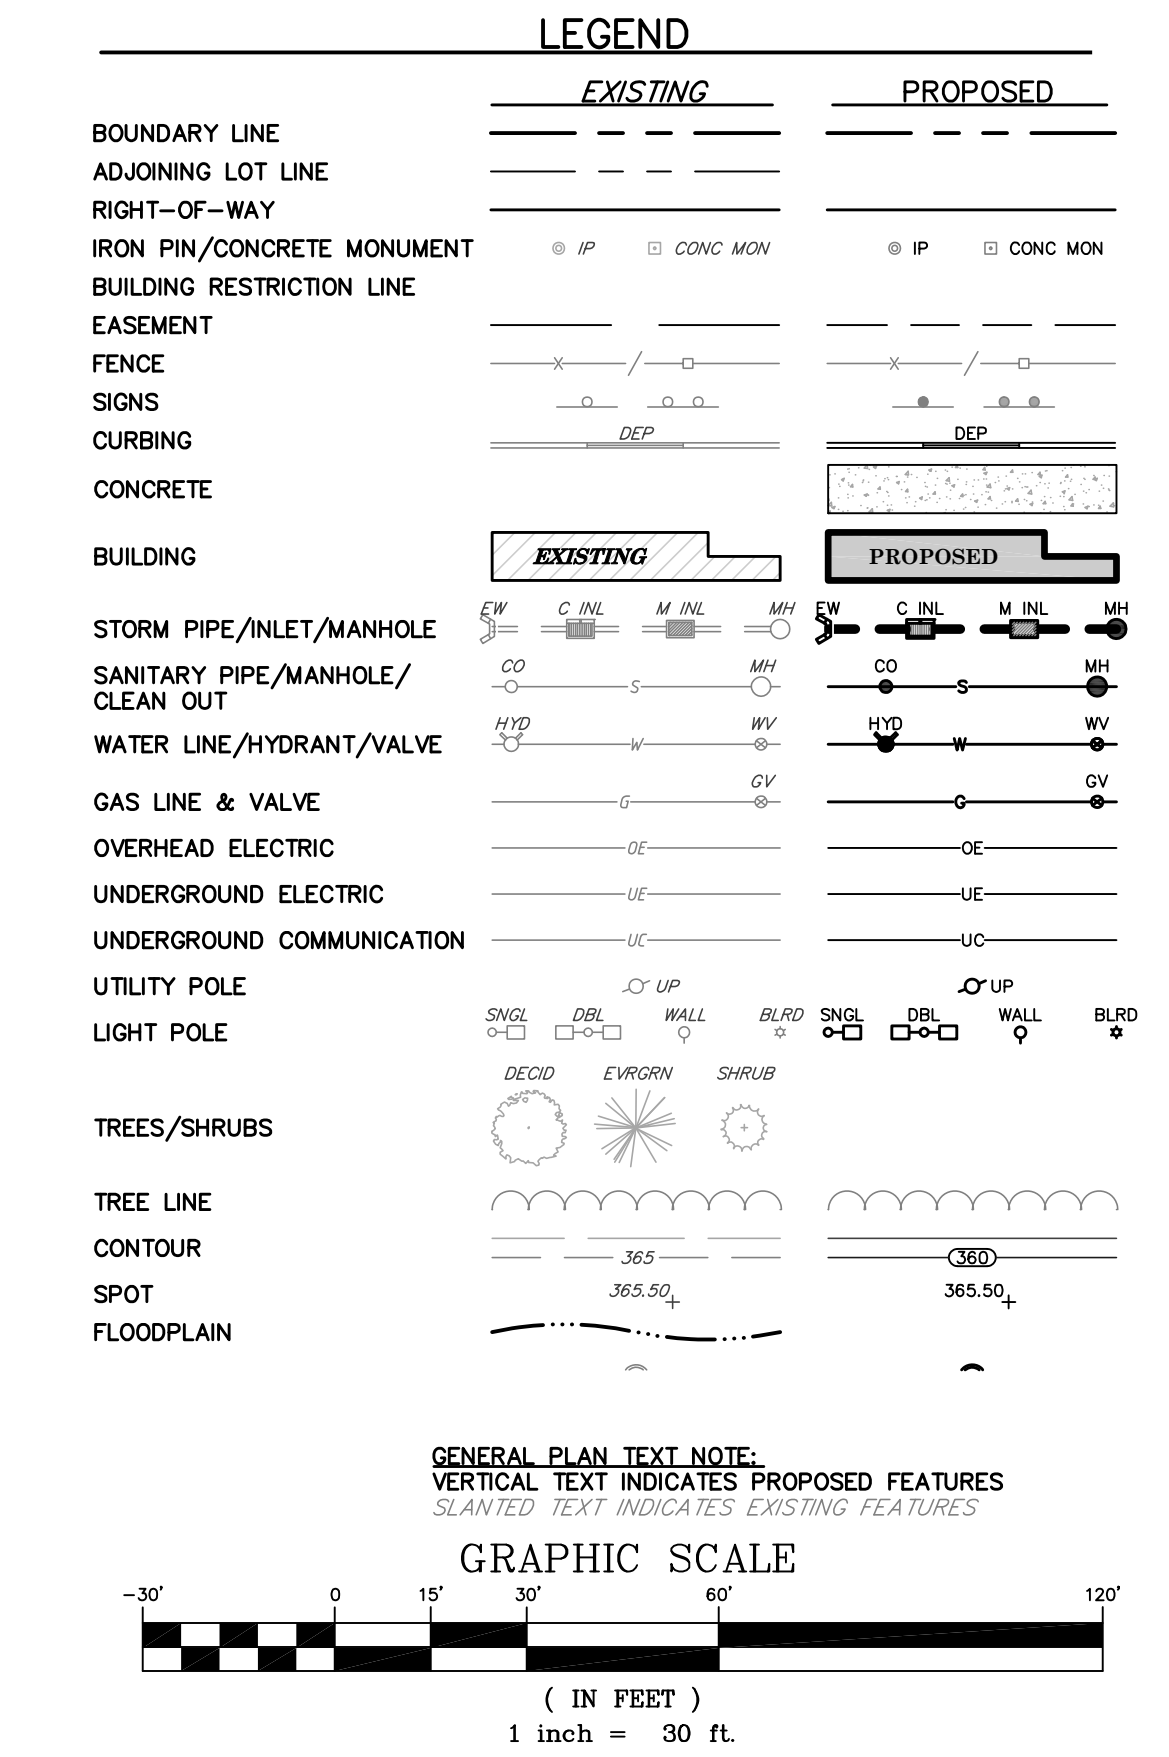 LEGEND
EXISTING PROPOSED
BOUNDARY LINE
ADJOINING LOT LINE
RIGHT-OF-WAY
IRON PIN/CONCRETE MONUMENT IP CONC MON IP CONC MON
BUILDING RESTRICTION LINE
EASEMENT
FENCE
SIGNS
CURBING DEP DEP
CONCRETE
BUILDING EXISTING PROPOSED
EW C INL M INL MH EW C INL M INL MH
STORM PIPE/INLET/MANHOLE
CO MH CO MH
SANITARY PIPE/MANHOLE/ S S
CLEAN OUT
HYD WV HYD WV
WATER LINE/HYDRANT/VALVE W W
GV GV
GAS LINE & VALVE G G
OVERHEAD ELECTRIC OE OE
UNDERGROUND ELECTRIC UE UE
UNDERGROUND COMMUNICATION UC UC
UTILITY POLE UP UP
SNGL DBL WALL BLRD SNGL DBL WALL BLRD
LIGHT POLE
DECID EVRGRN SHRUB
TREES/SHRUBS
TREE LINE
CONTOUR 365 360
SPOT 365.50 365.50
FLOODPLAIN
GENERAL PLAN TEXT NOTE:
VERTICAL TEXT INDICATES PROPOSED FEATURES
SLANTED TEXT INDICATES EXISTING FEATURES
GRAPHIC SCALE
-30' 0 15' 30' 60' 120'
( IN FEET )
1 inch = 30 ft.